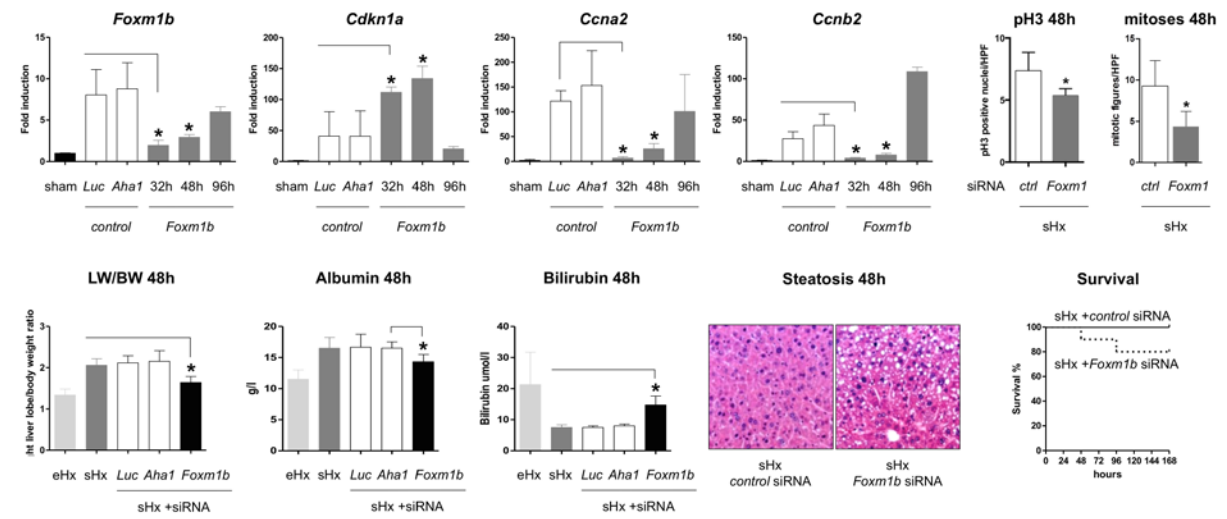 Foxm1b
Fold induction
15
10
5
0
sham Luc Aha1 32h 48h 96h
control Foxm1b
* *
Cdkn1a
Fold induction
200
150
100
50
0
sham Luc Aha1 32h 48h 96h
control Foxm1b
* *
Ccna2
Fold induction
250
200
150
100
50
0
sham Luc Aha1 32h 48h 96h
control Foxm1b
* *
Ccnb2
Fold induction
150
100
50
0
sham Luc Aha1 32h 48h 96h
control Foxm1b
* *
pH3 48h
pH3 positive nuclei/HPF
10
5
0
*
siRNA ctrl Foxm1
sHx
mitoses 48h
mitotic figures/HPF
15
10
5
0
*
ctrl Foxm1
sHx
LW/BW 48h
ht liver lobe/body weight ratio
3
2
1
0
*
eHx sHx Luc Aha1 Foxm1b
sHx +siRNA
Albumin 48h
g/l
20
15
10
5
0
*
eHx sHx Luc Aha1 Foxm1b
sHx +siRNA
Bilirubin 48h
Bilirubin umol/l
40
30
20
10
0
*
eHx sHx Luc Aha1 Foxm1b
sHx +siRNA
Steatosis 48h
sHx
control siRNA
sHx
Foxm1b siRNA
Survival
sHx +control siRNA
sHx +Foxm1b siRNA
Survival %
100
80
60
40
20
0
0 24 48 72 96 120 144 168
hours